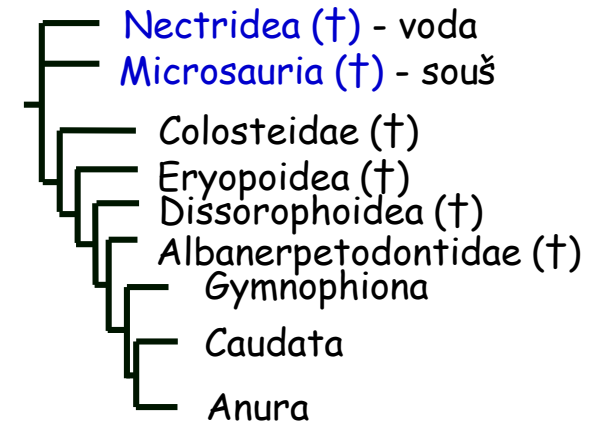 Nectridea (†) - voda
Microsauria (†) - souš
Colosteidae (†)
Eryopoidea (†)
Dissorophoidea (†)
Albanerpetodontidae (†)
Gymnophiona
Caudata
Anura